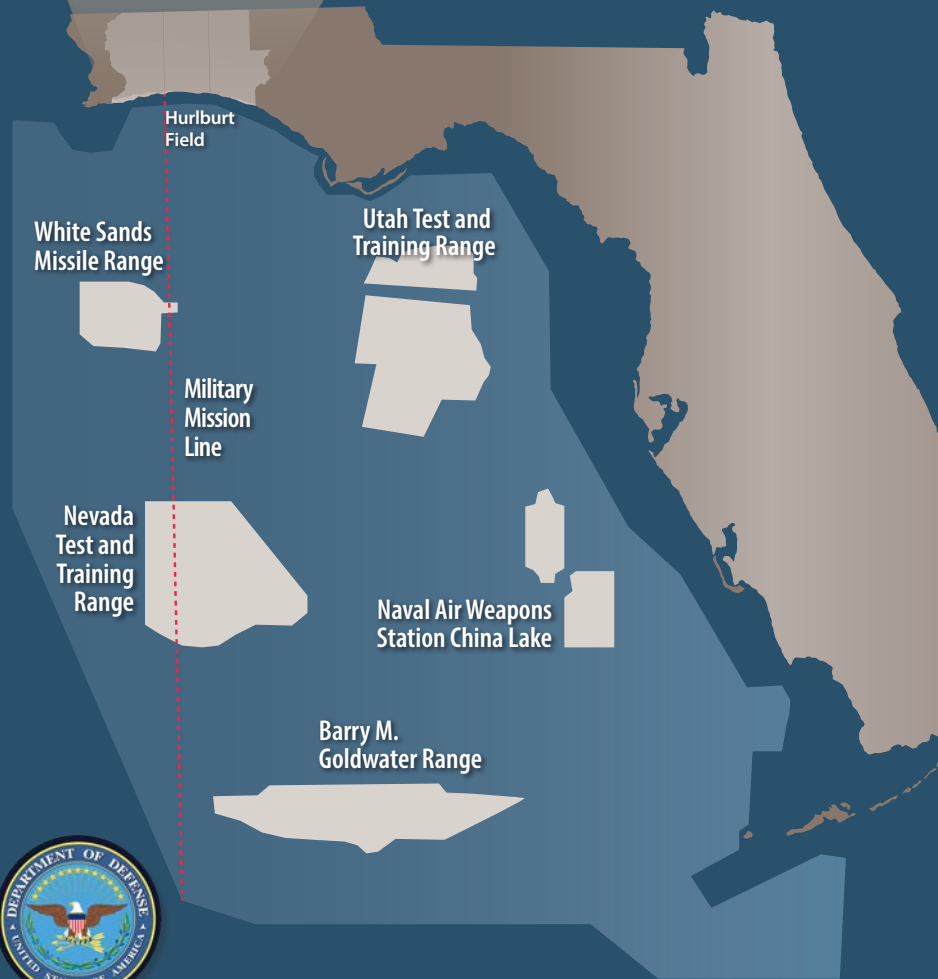 Hurlburt
Field
White Sands
Missile Range
Utah Test and
Training Range
Military
Mission
Line
Nevada
Test and
Training
Range
Naval Air Weapons
Station China Lake
Barry M.
Goldwater Range
DEPARTMENT OF DEFENSE
UNITED STATES OF AMERICA